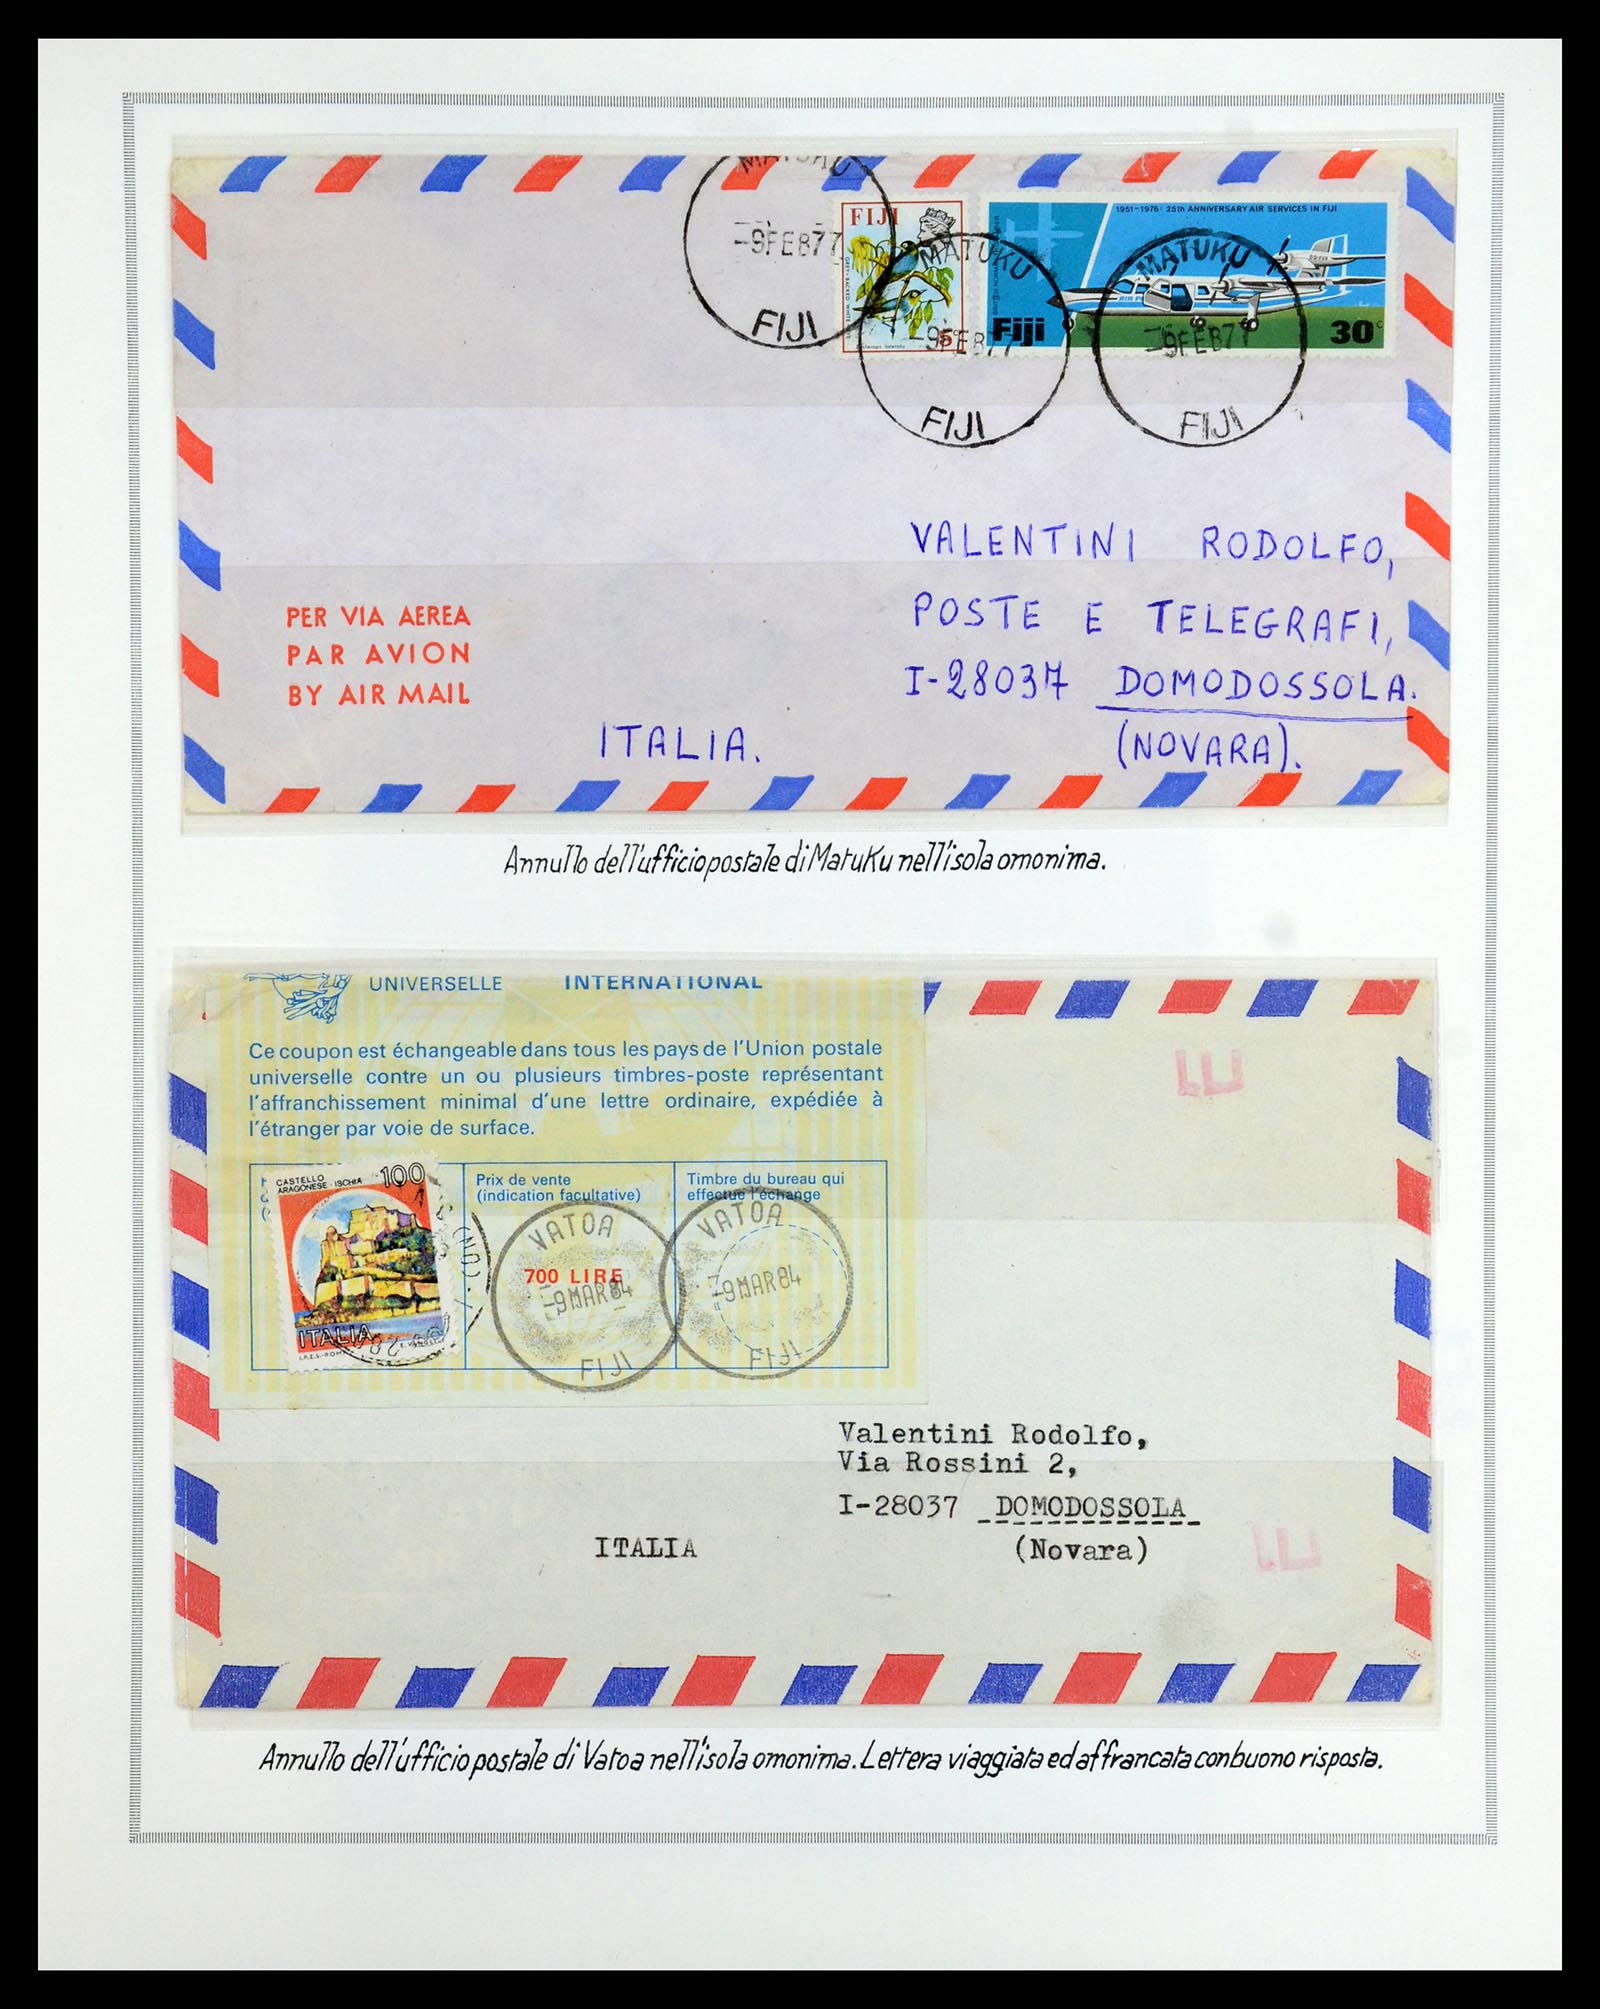 MATUKU
-9FEB77
FIJI
FIJI
5c
MATUKU
-9FEB77
FIJI
1951-1976: 25th ANNIVERSARY AIR SERVICES IN FIJI
Fiji
30c
MATUKU
-9FEB77
FIJI
VALENTINI RODOLFO,
POSTE E TELEGRAFI,
I-28037 DOMODOSSOLA.
(NOVARA).
ITALIA.
PER VIA AEREA
PAR AVION
BY AIR MAIL
Annullo dell'ufficio postale di Matuku nell'isola omonima.
UNIVERSELLE INTERNATIONAL
Ce coupon est échangeable dans tous les pays de l'Union postale
universelle contre un ou plusieurs timbres-poste représentant
l'affranchissement minimal d'une lettre ordinaire, expédiée à
l'étranger par voie de surface.
CASTELLO
ARAGONESE - ISCHIA
100
ITALIA
Prix de vente
(indication facultative)
Timbre du bureau qui
effectue l'échange
700 LIRE
VATOA
-9MAR84
FIJI
VATOA
-9MAR84
FIJI
Valentini Rodolfo,
Via Rossini 2,
I-28037 DOMODOSSOLA
ITALIA (Novara)
Annullo dell'ufficio postale di Vatoa nell'isola omonima. Lettera viaggiata ed affrancata con buono risposta.